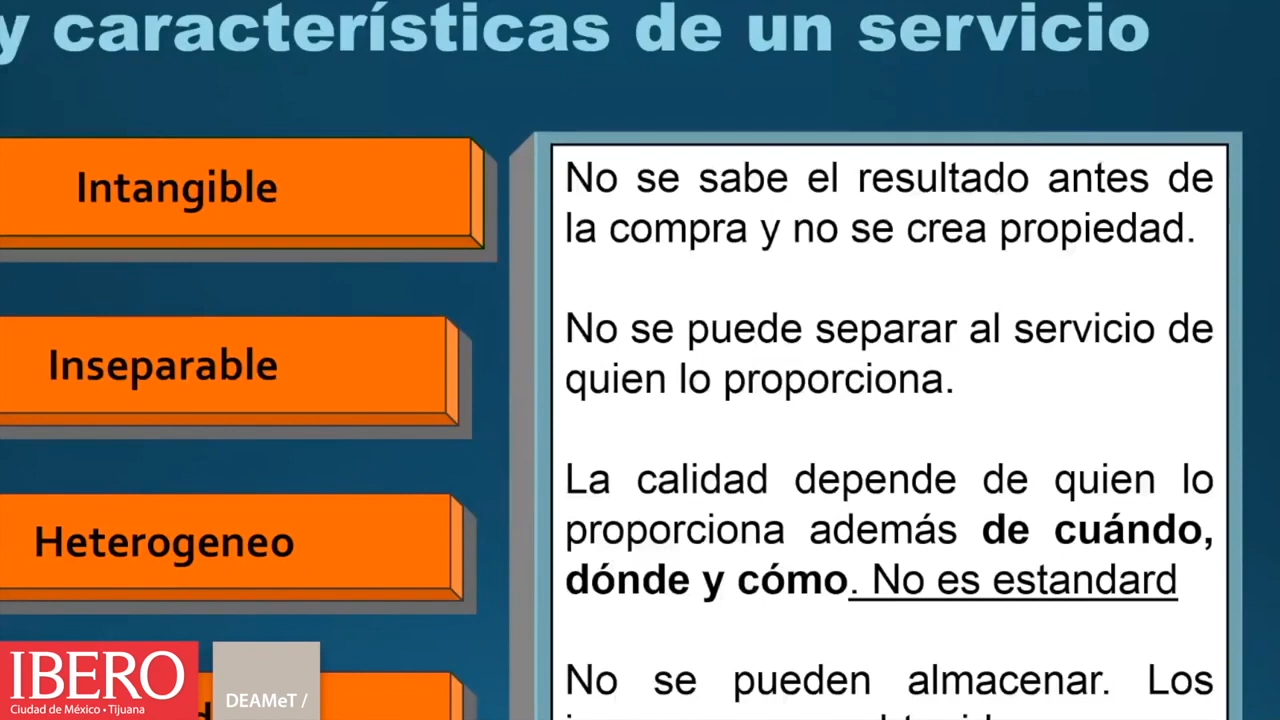 y características de un servicio
Intangible
No se sabe el resultado antes de
la compra y no se crea propiedad.
Inseparable
No se puede separar al servicio de
quien lo proporciona.
Heterogeneo
La calidad depende de quien lo
proporciona además de cuándo,
dónde y cómo. No es estandard
No se pueden almacenar. Los
IBERO
Ciudad de México • Tijuana
DEAMeT /